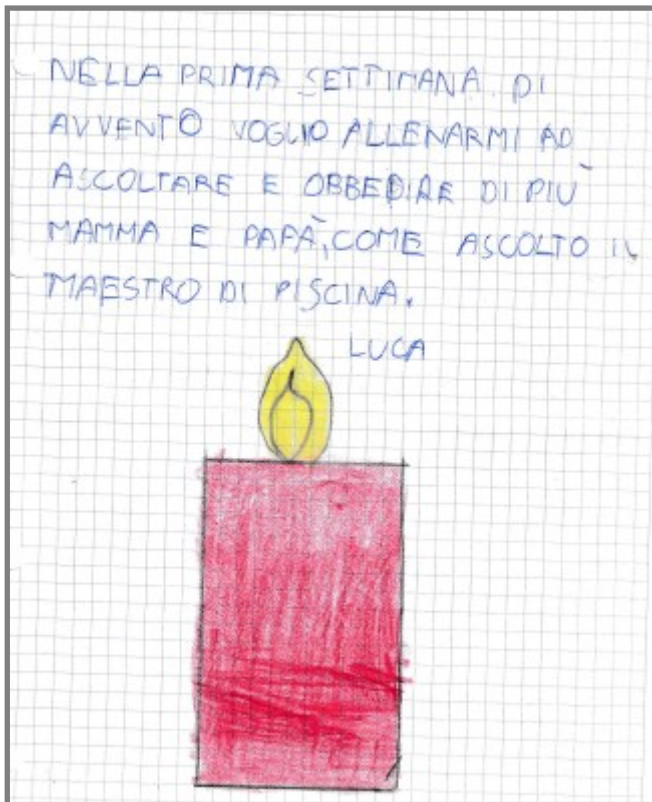 NELLA PRIMA SETTIMANA DI
AVVENTO VOGLIO ALLENARMI AD
ASCOLTARE E OBBEDIRE DI PIÙ
MAMMA E PAPÀ, COME ASCOLTO IL
MAESTRO DI PISCINA.
LUCA